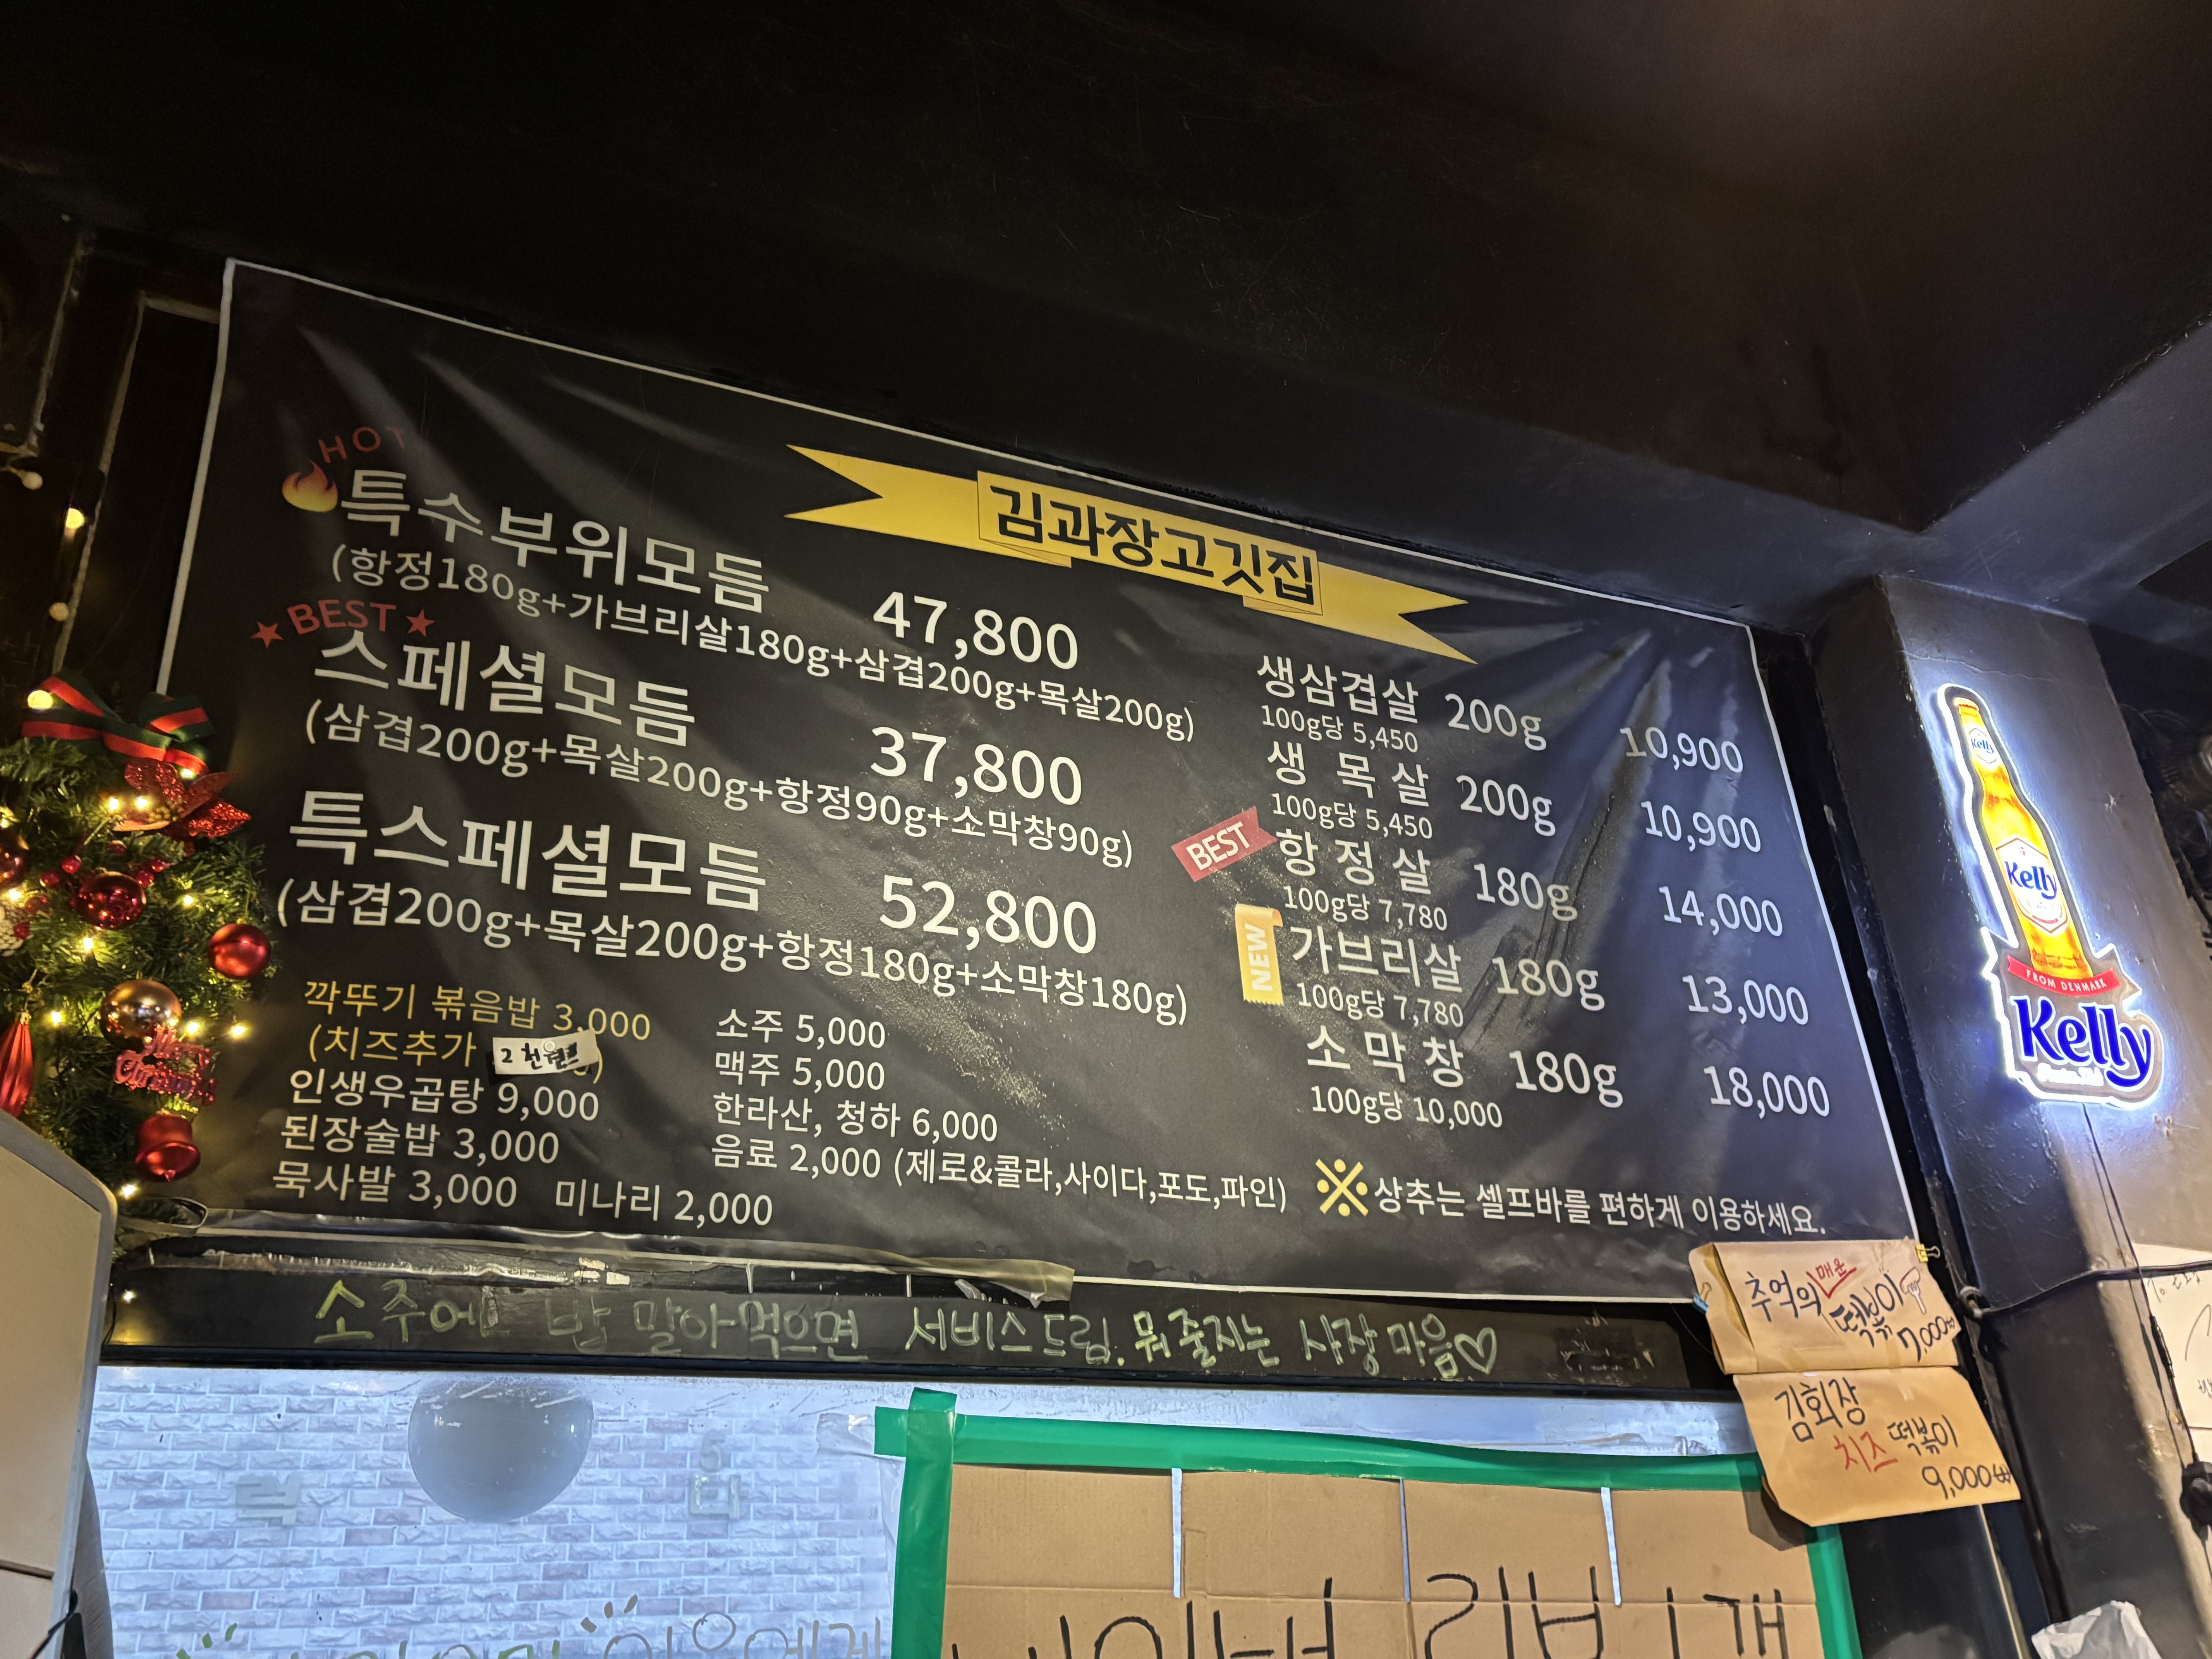 김과장고깃집
HOT
특수부위모듬 47,800
(항정180g+가브리살180g+삼겹200g+목살200g)
★BEST★
스페셜모듬 37,800
(삼겹200g+목살200g+항정90g+소막창90g)
특스페셜모듬 52,800
(삼겹200g+목살200g+항정180g+소막창180g)
깍뚜기 볶음밥 3,000
(치즈추가 2천원)
인생우곱탕 9,000
된장술밥 3,000
묵사발 3,000 미나리 2,000
소주 5,000
맥주 5,000
한라산, 청하 6,000
음료 2,000 (제로&콜라,사이다,포도,파인)
생삼겹살 200g 10,900
100g당 5,450
생 목 살 200g 10,900
100g당 5,450
BEST
항 정 살 180g 14,000
100g당 7,780
NEW
가브리살 180g 13,000
100g당 7,780
소 막 창 180g 18,000
100g당 10,000
※상추는 셀프바를 편하게 이용하세요.
소주에 밥 말아먹으면 서비스드림. 뭐줄지는 사장마음♡
추억의 매운
떡볶이
7,000₩
김회장
치즈 떡볶이
9,000₩
Kelly
Kelly
FROM DENMARK
Kelly